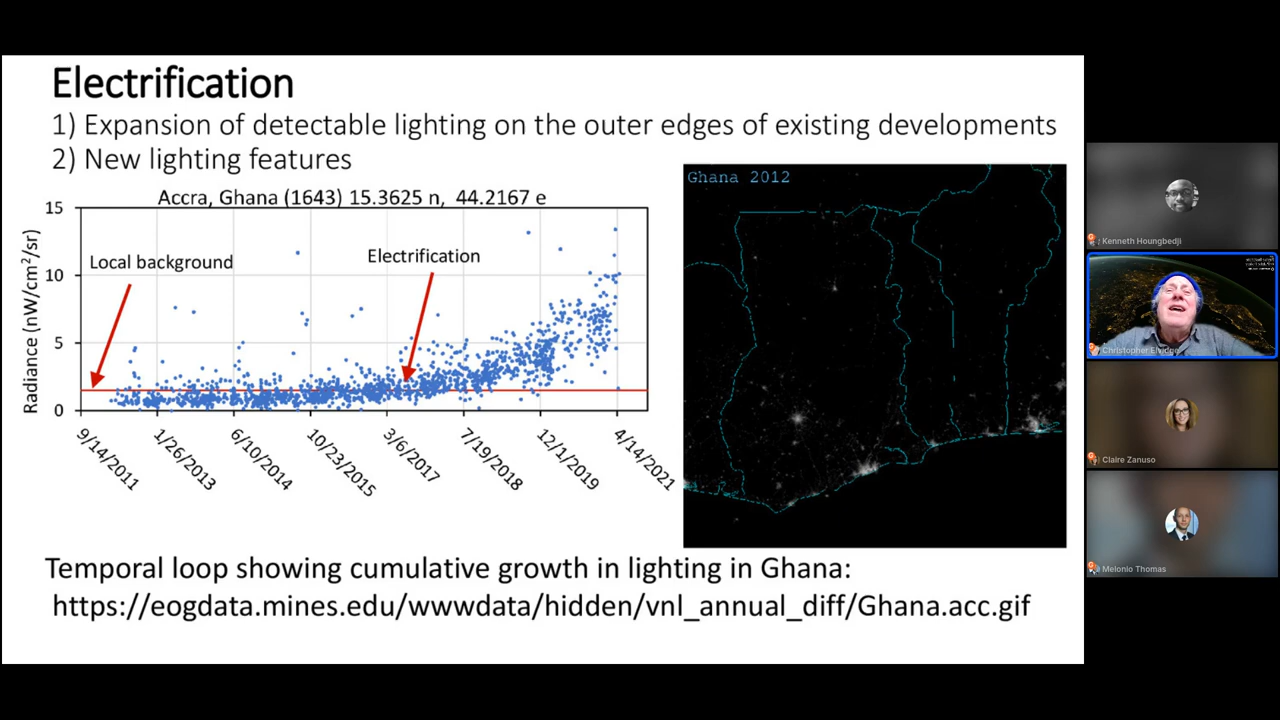 Electrification
1) Expansion of detectable lighting on the outer edges of existing developments
2) New lighting features
Accra, Ghana (1643) 15.3625 n, 44.2167 e
Radiance (nW/cm²/sr)
15
10
5
0
Local background
Electrification
9/14/2011
1/26/2013
6/10/2014
10/23/2015
3/6/2017
7/19/2018
12/1/2019
4/14/2021
Ghana 2012
Temporal loop showing cumulative growth in lighting in Ghana:
https://eogdata.mines.edu/wwwdata/hidden/vnl_annual_diff/Ghana.acc.gif
Kenneth Houngbedji
Christopher Elvidge
Claire Zanuso
Melonio Thomas